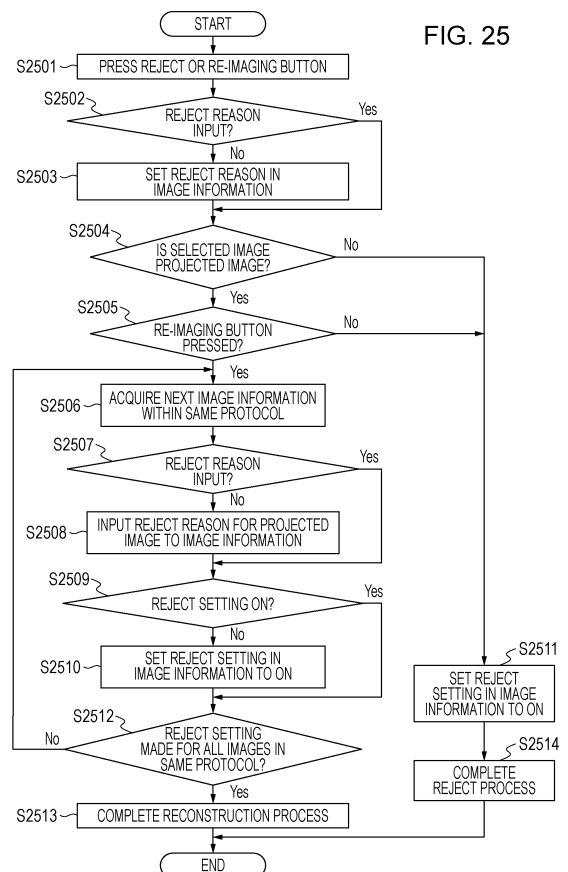 START
FIG. 25
S2501
PRESS REJECT OR RE-IMAGING BUTTON
S2502
REJECT REASON
INPUT?
Yes
No
S2503
SET REJECT REASON IN
IMAGE INFORMATION
S2504
IS SELECTED IMAGE
PROJECTED IMAGE?
No
Yes
S2505
RE-IMAGING BUTTON
PRESSED?
No
Yes
S2506
ACQUIRE NEXT IMAGE INFORMATION
WITHIN SAME PROTOCOL
S2507
REJECT REASON
INPUT?
Yes
No
S2508
INPUT REJECT REASON FOR PROJECTED
IMAGE TO IMAGE INFORMATION
S2509
REJECT SETTING ON?
Yes
No
S2510
SET REJECT SETTING IN
IMAGE INFORMATION TO ON
S2511
SET REJECT
SETTING IN IMAGE
INFORMATION TO ON
S2512
No
REJECT SETTING
MADE FOR ALL IMAGES IN
SAME PROTOCOL?
Yes
S2514
COMPLETE
REJECT PROCESS
S2513
COMPLETE RECONSTRUCTION PROCESS
END